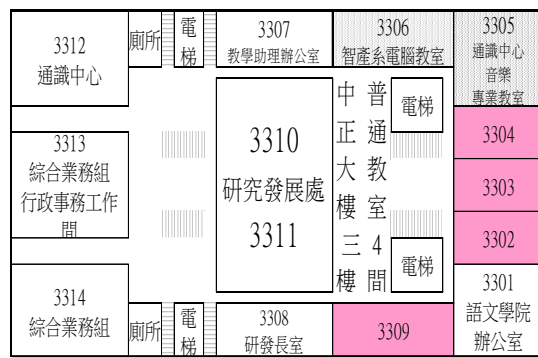 3312
通識中心
廁所
電
梯
3307
教學助理辦公室
3306
智產系電腦教室
3305
通識中心
音樂
專業教室
3313
綜合業務組
行政事務工作
間
3310
研究發展處
3311
中正大樓三樓
普通教室4間
電梯
電梯
3304
3303
3302
3301
語文學院
辦公室
3314
綜合業務組
廁所
電
梯
3308
研發長室
3309